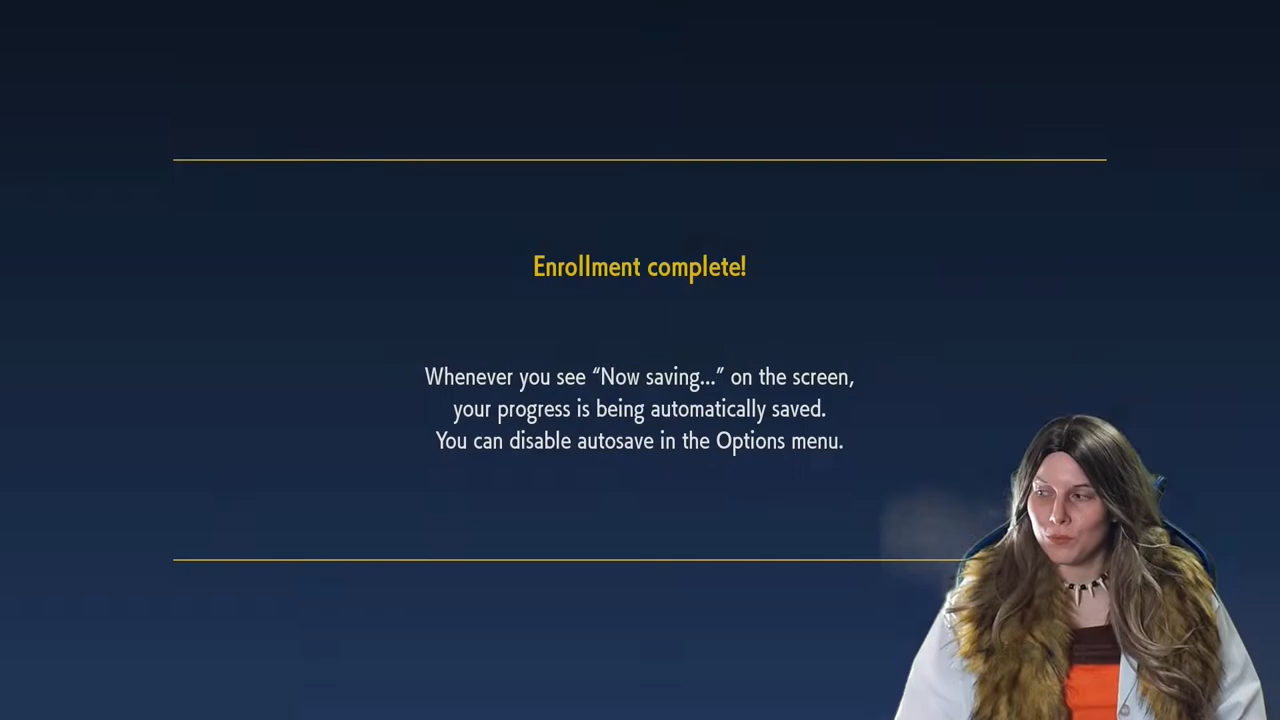 Enrollment complete!
Whenever you see “Now saving...” on the screen,
your progress is being automatically saved.
You can disable autosave in the Options menu.